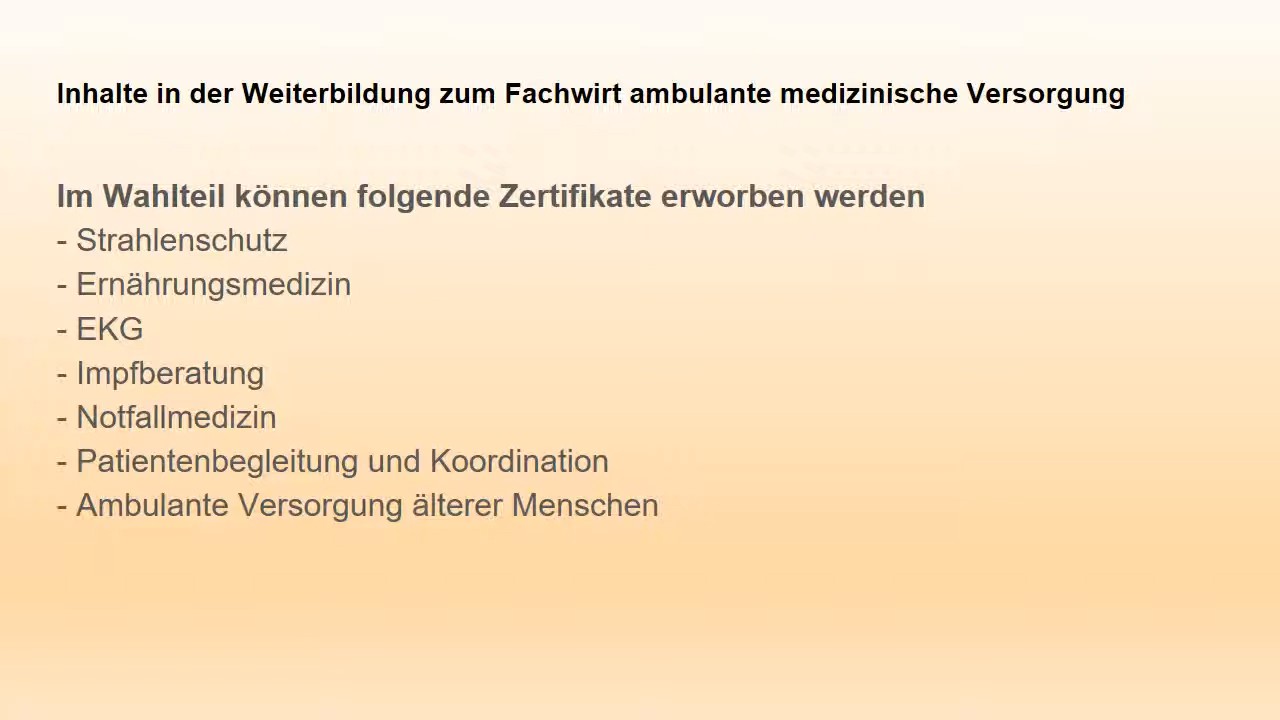 Inhalte in der Weiterbildung zum Fachwirt ambulante medizinische Versorgung
Im Wahlteil können folgende Zertifikate erworben werden
- Strahlenschutz
- Ernährungsmedizin
- EKG
- Impfberatung
- Notfallmedizin
- Patientenbegleitung und Koordination
- Ambulante Versorgung älterer Menschen